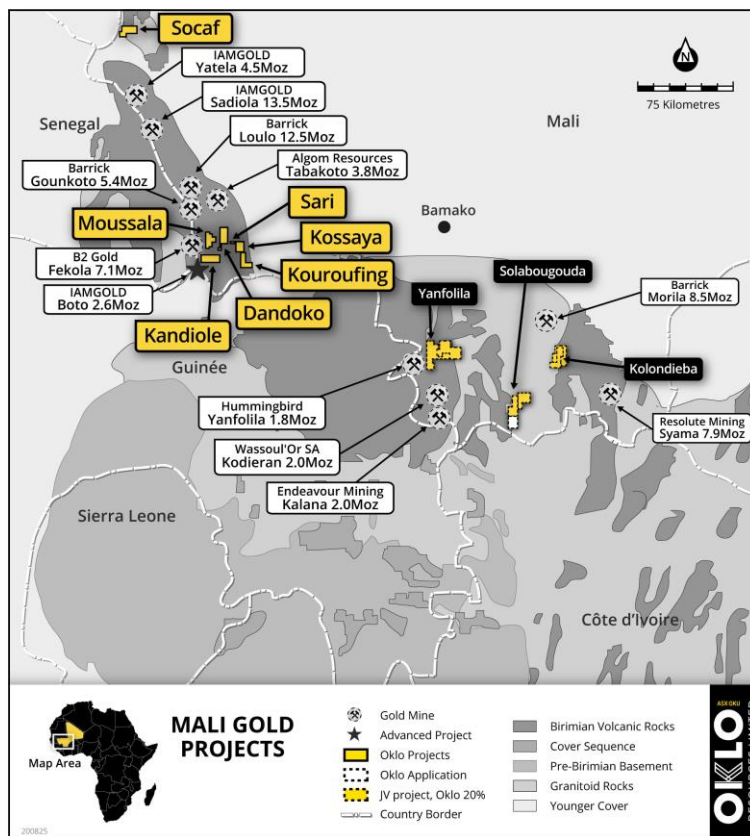 Socaf
IAMGOLD
Yatela 4.5Moz
N
IAMGOLD
Sadiola 13.5Moz
75 Kilometres
Senegal
Barrick
Loulo 12.5Moz
Mali
Algom Resources
Tabakoto 3.8Moz
Barrick
Gounkoto 5.4Moz
Sari
Moussala
Bamako
Kossaya
B2 Gold
Fekola 7.1Moz
Kouroufing
Solabougouda
IAMGOLD
Boto 2.6Moz
Yanfolila
Barrick
Morila 8.5Moz
Dandoko
Kandiole
Guinée
Kolondieba
Hummingbird
Yanfolila 1.8Moz
Resolute Mining
Syama 7.9Moz
Wassoul'Or SA
Kodieran 2.0Moz
Endeavour Mining
Kalana 2.0Moz
Sierra Leone
Côte d'Ivoire
Map Area
MALI GOLD
PROJECTS
Gold Mine
Advanced Project
Oklo Projects
Oklo Application
JV project, Oklo 20%
Country Border
Birimian Volcanic Rocks
Cover Sequence
Pre-Birimian Basement
Granitoid Rocks
Younger Cover
ASX OKU
OKLO
200825